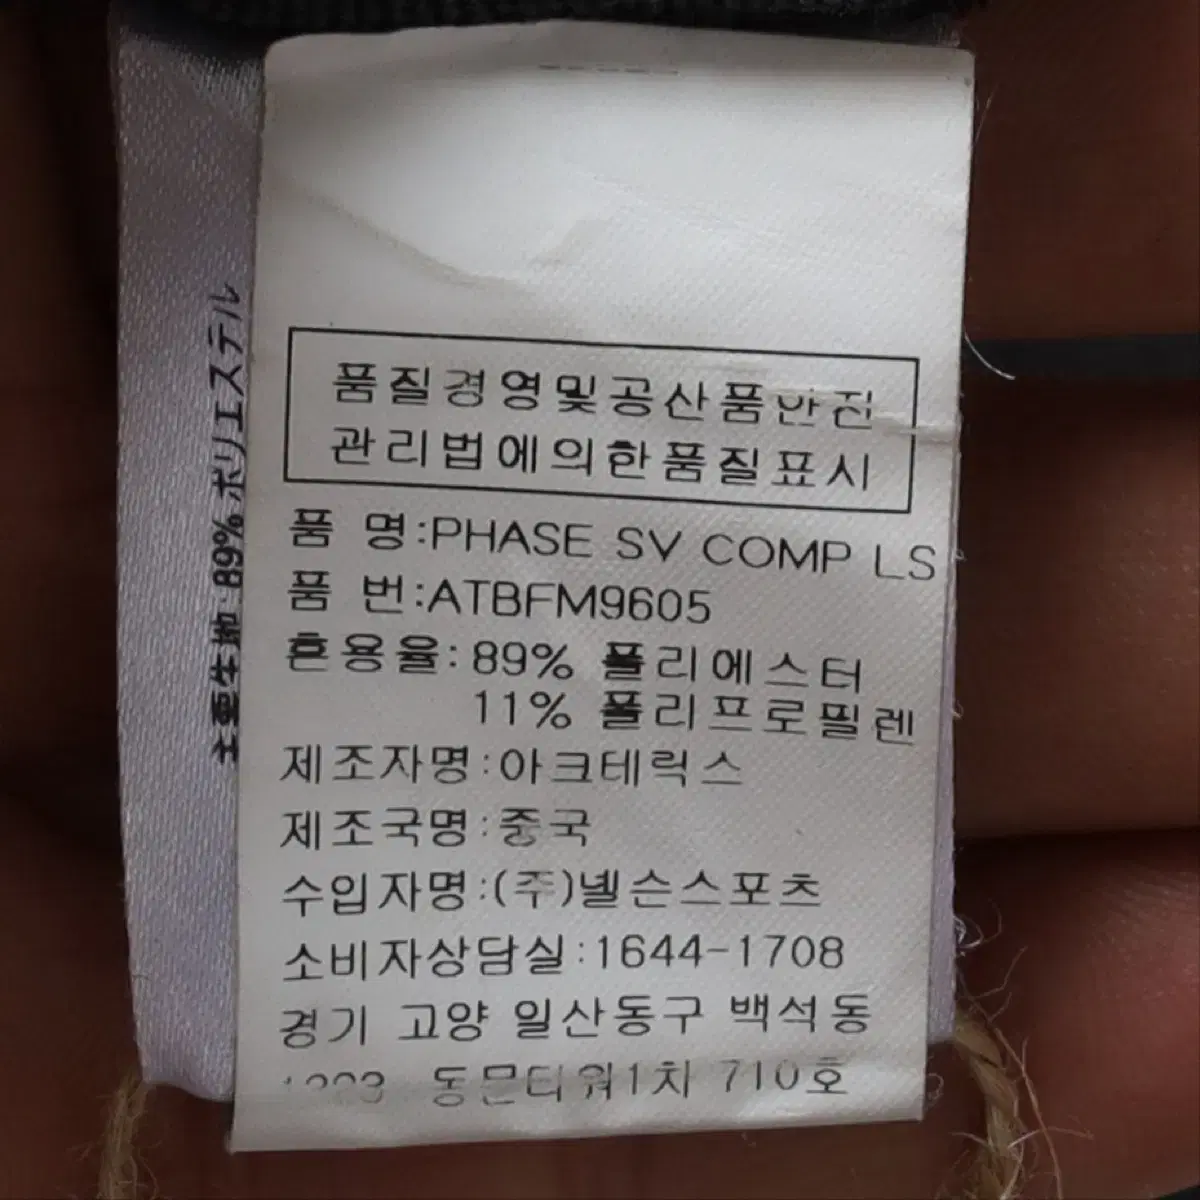 품질경영및공산품안전
관리법에의한품질표시
품 명:PHASE SV COMP LS
품 번:ATBFM9605
혼용율: 89% 폴리에스터
11% 폴리프로필렌
제조자명:아크테릭스
제조국명:중국
수입자명:(주)넬슨스포츠
소비자상담실:1644-1708
경기 고양 일산동구 백석동
동문타워1차 710호
主要生地 89% ポリエステル